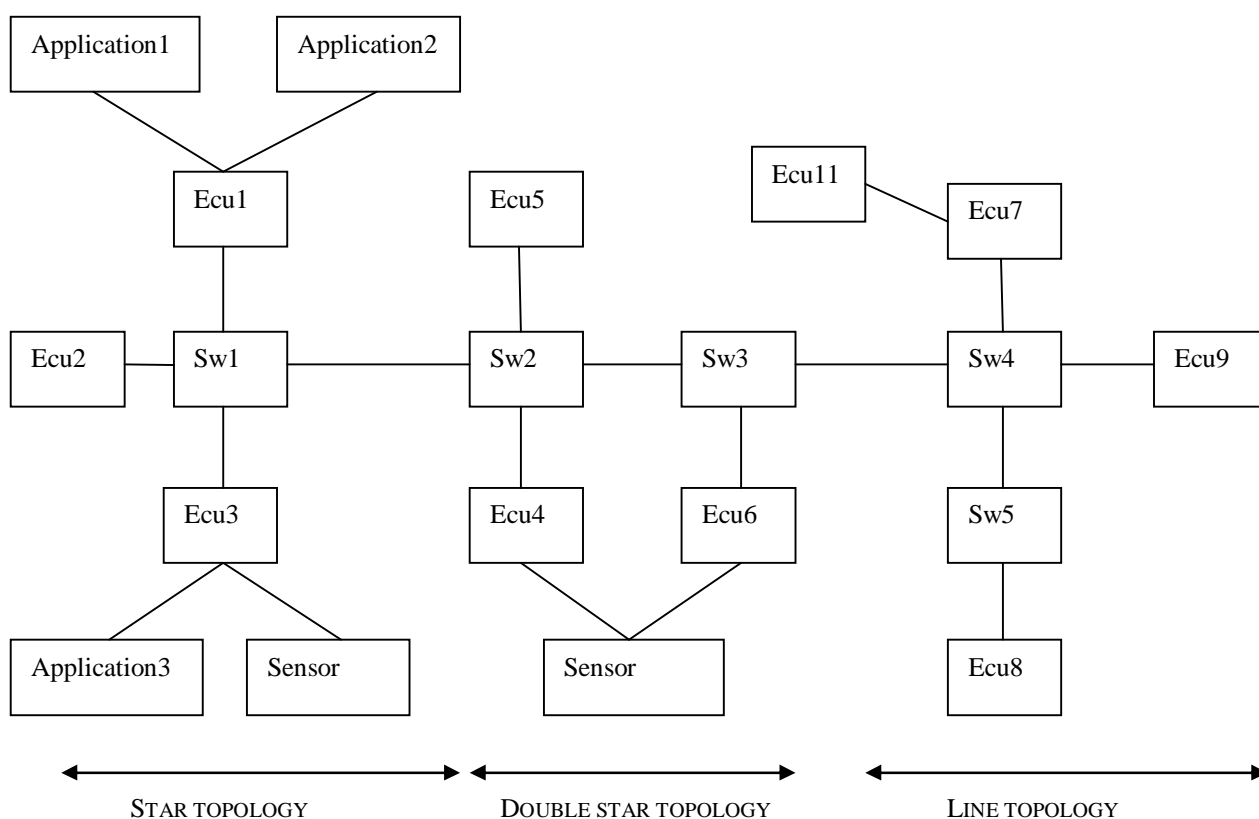 Application1
Application2
Ecu11
Ecu1
Ecu5
Ecu7
Ecu2
Sw1
Sw2
Sw3
Sw4
Ecu9
Ecu3
Ecu4
Ecu6
Sw5
Application3
Sensor
Sensor
Ecu8
STAR TOPOLOGY
DOUBLE STAR TOPOLOGY
LINE TOPOLOGY